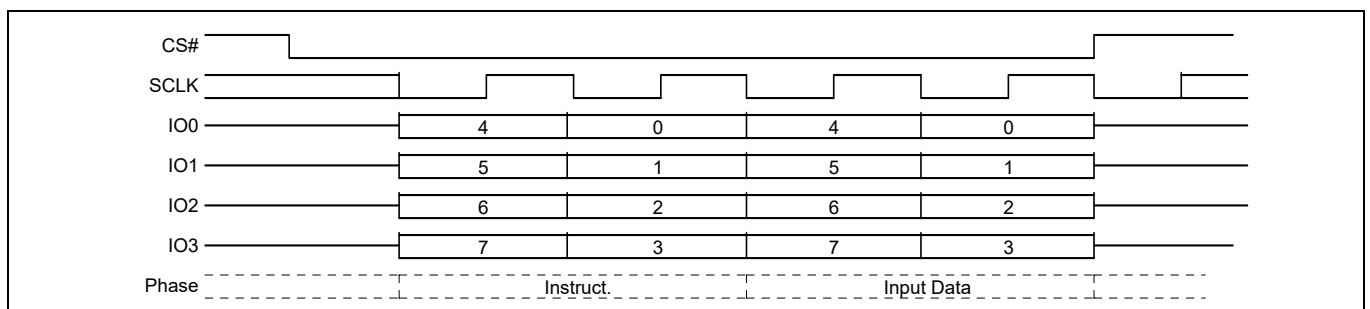 CS#
SCLK
IO0 4 0 4 0
IO1 5 1 5 1
IO2 6 2 6 2
IO3 7 3 7 3
Phase Instruct. Input Data